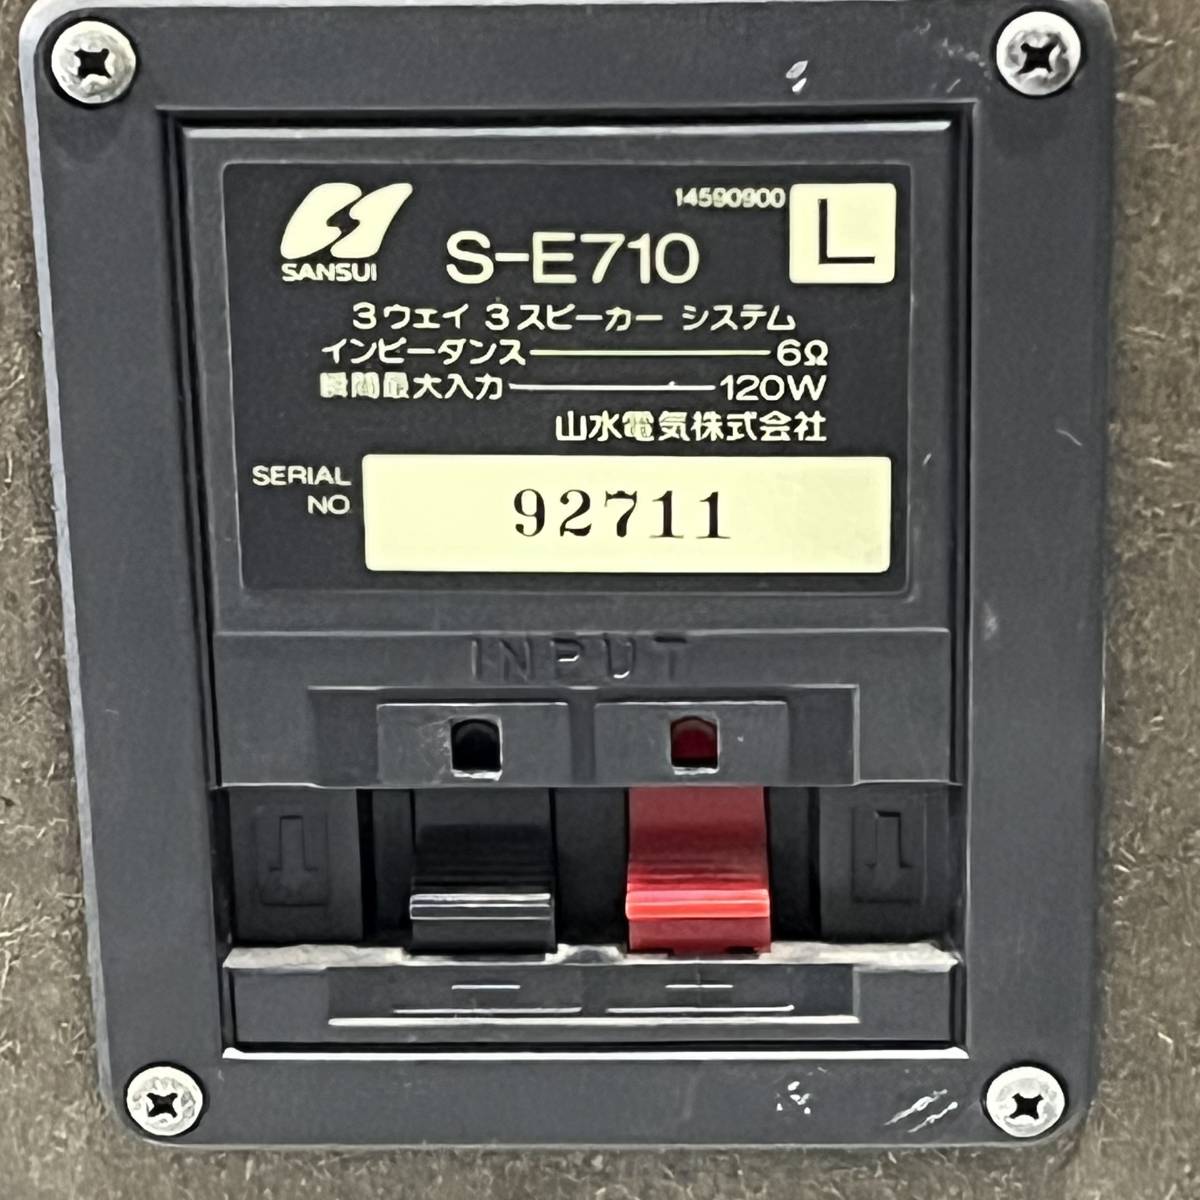 14590900
L
SANSUI
S-E710
3ウェイ 3スピーカー システム
インピーダンス 6Ω
瞬間最大入力 120W
山水電気株式会社
SERIAL NO 92711
INPUT